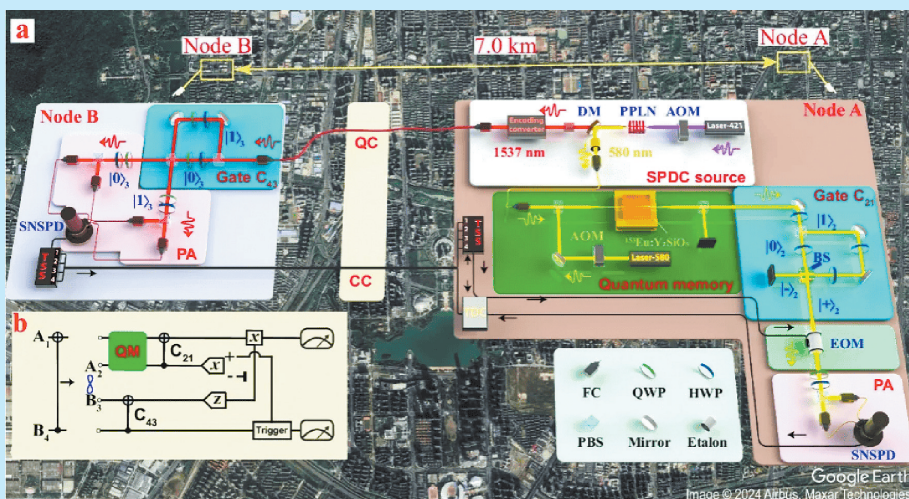 a
Node B
7.0 km
Node A
Node B
Node A
QC
CC
|1⟩₃
|0⟩₃
|0⟩₃
Gate C₄₃
|1⟩₃
SNSPD
PA
DM
PPLN
AOM
Encoding
converter
Laser-421
1537 nm
580 nm
SPDC source
Gate C₂₁
|1⟩₂
|0⟩₂
BS
|-⟩₂
|+⟩₂
AOM
Laser-580
Quantum memory
EOM
PA
SNSPD
b
A₁
QM
C₂₁
X
+
-
x
A₂
B₃
z
C₄₃
B₄
Trigger
FC
QWP
HWP
PBS
Mirror
Etalon
Google Earth
Image © 2024 Airbus, Maxar Technologies